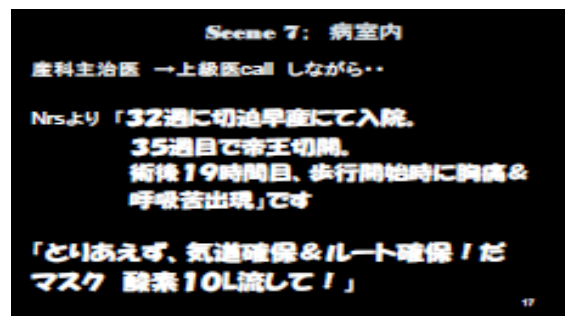 Scene 7: 病室内
産科主治医 →上級医call しながら‥
Nrsより「32週に切迫早産にて入院。
35週目で帝王切開。
術後19時間目、歩行開始時に胸痛&
呼吸苦出現」です
「とりあえず、気道確保&ルート確保!だ
マスク 酸素10L流して!」
17